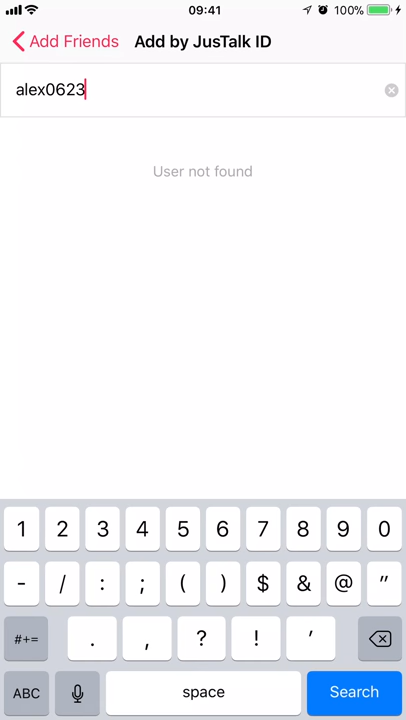 09:41 100%
Add Friends Add by JusTalk ID
alex0623
User not found
1 2 3 4 5 6 7 8 9 0
- / : ; ( ) $ & @ ”
#+= . , ? ! ’
ABC space Search